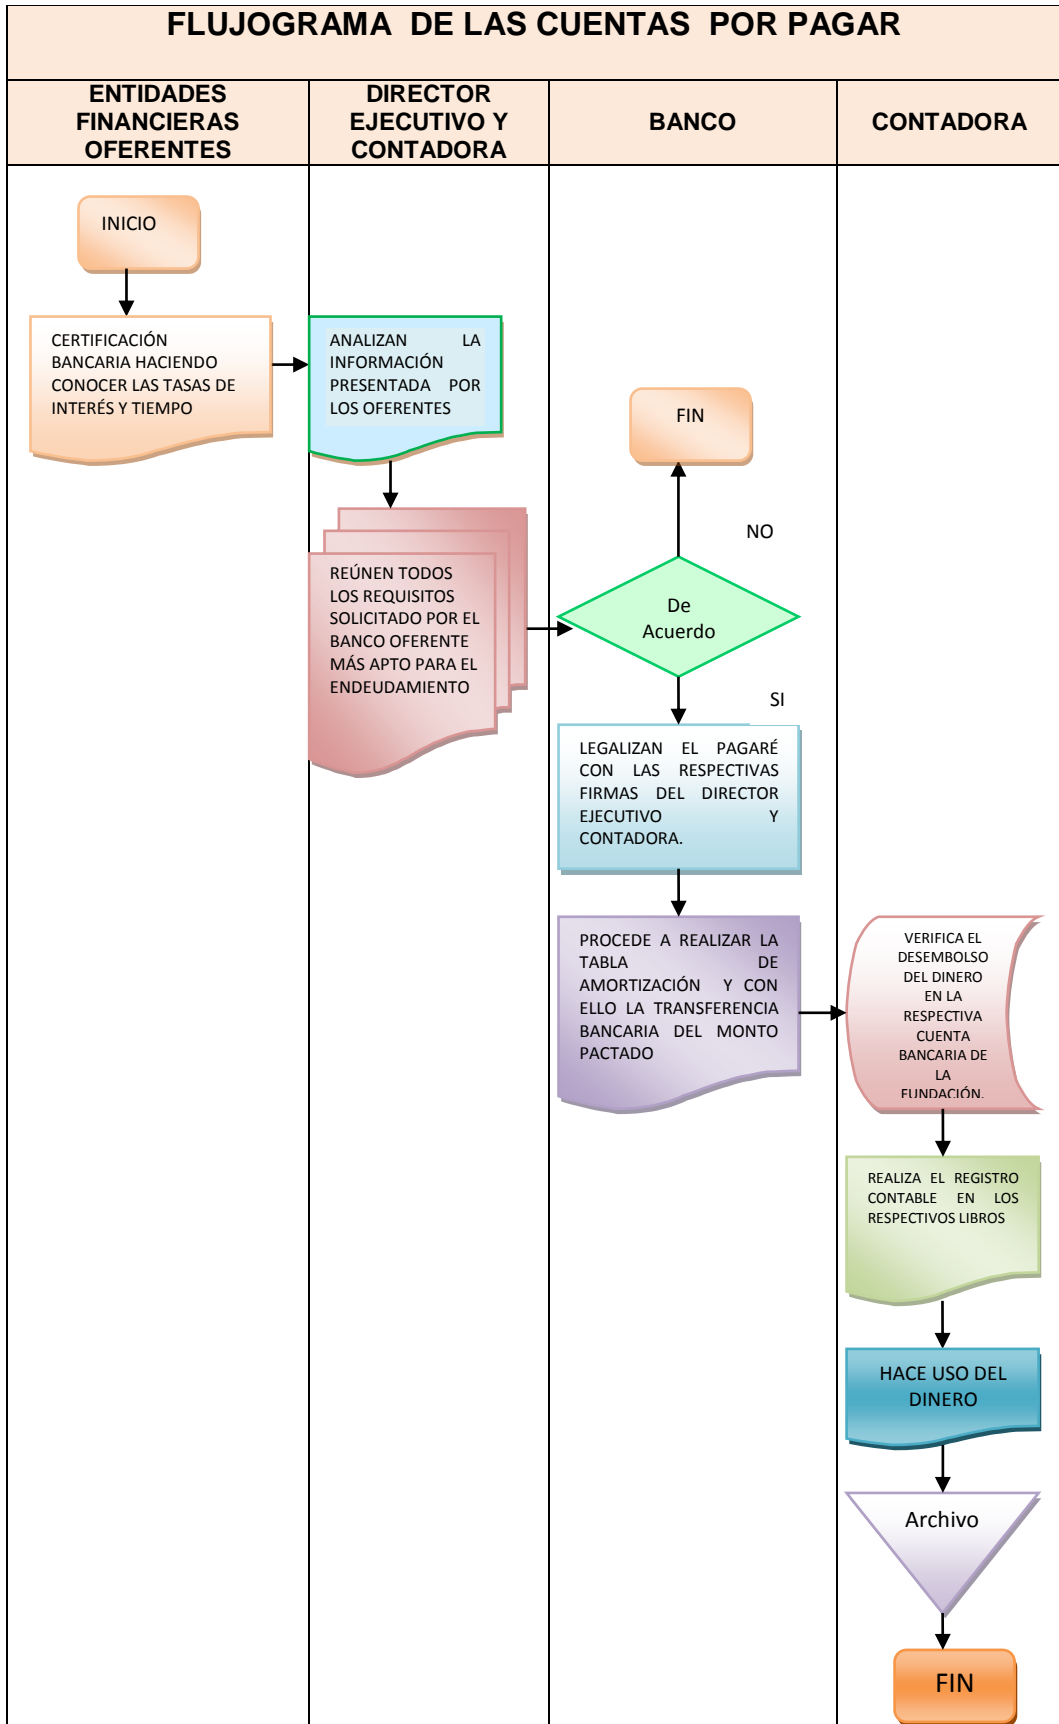 FLUJOGRAMA DE LAS CUENTAS POR PAGAR
ENTIDADES
FINANCIERAS
OFERENTES
DIRECTOR
EJECUTIVO Y
CONTADORA
BANCO
CONTADORA
INICIO
CERTIFICACIÓN
BANCARIA HACIENDO
CONOCER LAS TASAS DE
INTERÉS Y TIEMPO
ANALIZAN LA
INFORMACIÓN
PRESENTADA POR
LOS OFERENTES
REÚNEN TODOS
LOS REQUISITOS
SOLICITADO POR EL
BANCO OFERENTE
MÁS APTO PARA EL
ENDEUDAMIENTO
FIN
NO
De
Acuerdo
SI
LEGALIZAN EL PAGARÉ
CON LAS RESPECTIVAS
FIRMAS DEL DIRECTOR
EJECUTIVO Y
CONTADORA.
PROCEDE A REALIZAR LA
TABLA DE
AMORTIZACIÓN Y CON
ELLO LA TRANSFERENCIA
BANCARIA DEL MONTO
PACTADO
VERIFICA EL
DESEMBOLSO
DEL DINERO
EN LA
RESPECTIVA
CUENTA
BANCARIA DE
LA
FUNDACIÓN.
REALIZA EL REGISTRO
CONTABLE EN LOS
RESPECTIVOS LIBROS
HACE USO DEL
DINERO
Archivo
FIN